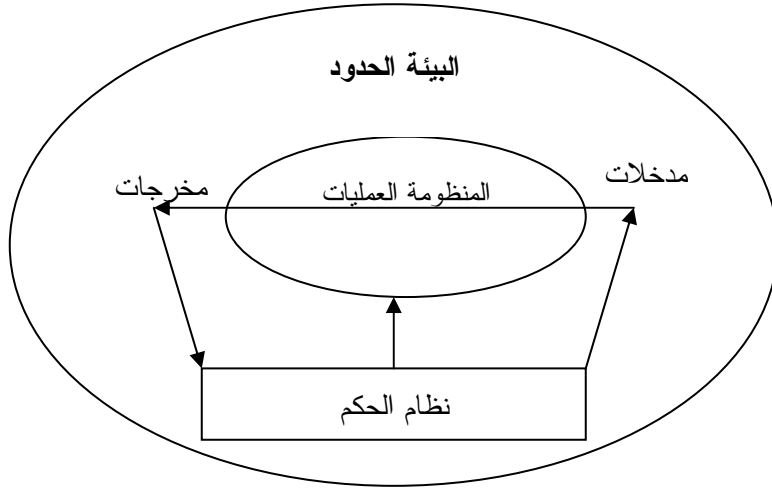 البيئة الحدود
مدخلات
المنظومة العمليات
مخرجات
نظام الحكم